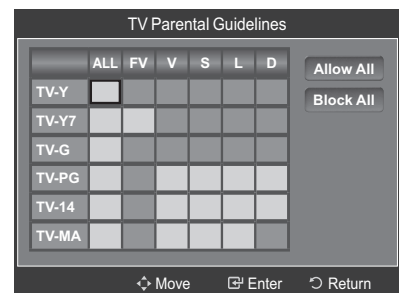 TV Parental Guidelines
ALL FV V S L D
Allow All
Block All
TV-Y
TV-Y7
TV-G
TV-PG
TV-14
TV-MA
Move Enter Return